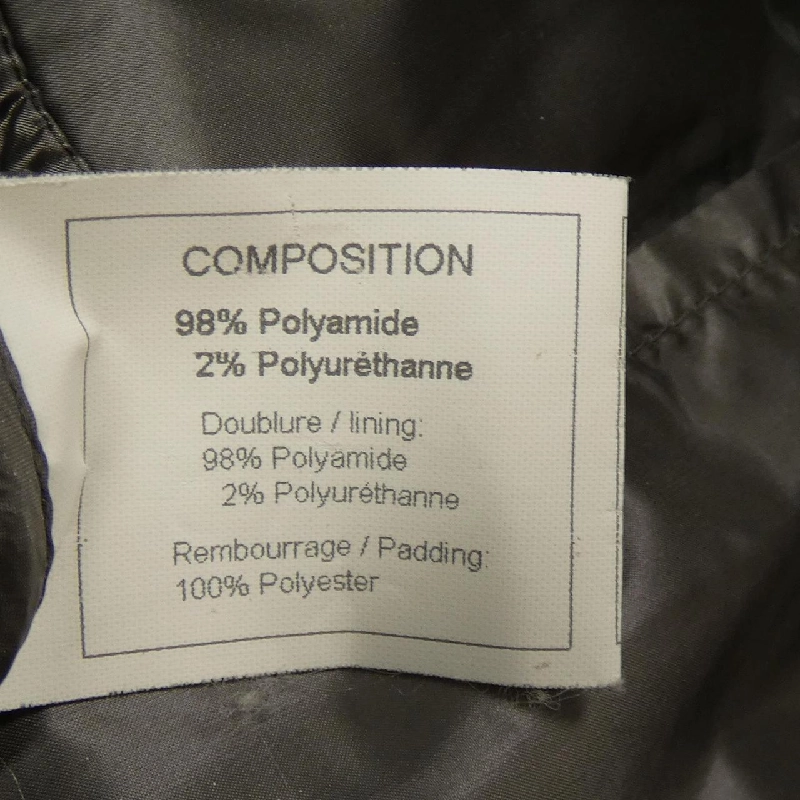 COMPOSITION
98% Polyamide
2% Polyuréthanne
Doublure / lining:
98% Polyamide
2% Polyuréthanne
Rembourrage / Padding:
100% Polyester